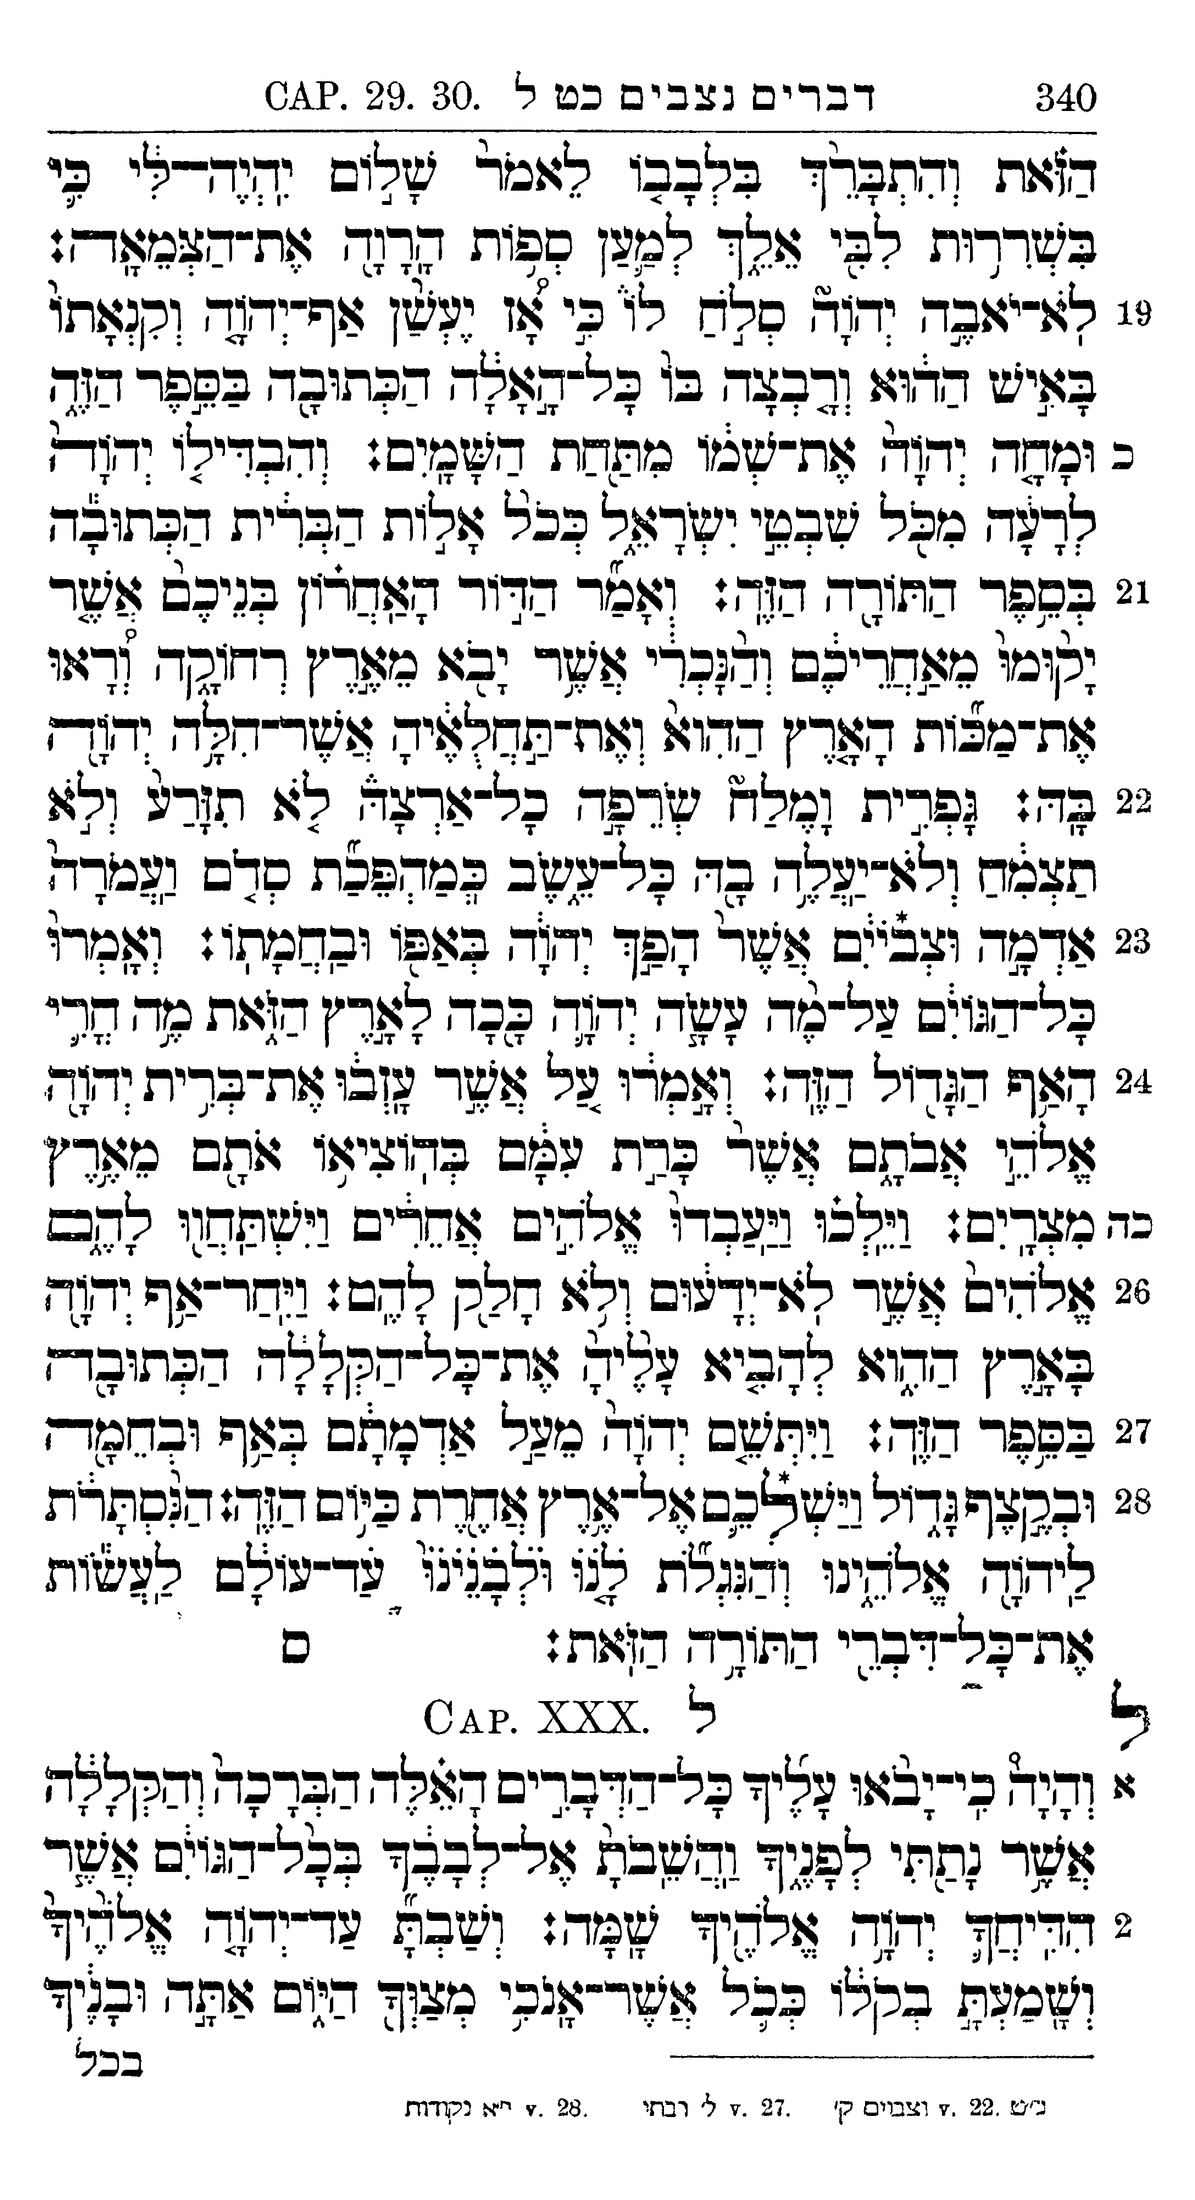 340 דברים נצבים כט ל CAP. 29. 30.
הַזֹּ֗את וְהִתְבָּרֵ֨ךְ בִּלְבָב֤וֹ לֵאמֹר֙ שָׁל֣וֹם יִֽהְיֶה־לִּ֔י כִּ֛י
בִּשְׁרִר֥וּת לִבִּ֖י אֵלֵ֑ךְ לְמַ֛עַן סְפ֥וֹת הָרָוָ֖ה אֶת־הַצְּמֵאָֽה׃
19 לֹֽא־יֹאבֶ֣ה יְהוָה֮ סְלֹ֣חַֽ לוֹ֒ כִּ֣י אָ֠ז יֶעְשַׁ֨ן אַף־יְהוָ֤ה וְקִנְאָתוֹ֙
בָּאִ֣ישׁ הַה֔וּא וְרָ֤בְצָה בּוֹ֙ כָּל־הָ֣אָלָ֔ה הַכְּתוּבָ֖ה בַּסֵּ֣פֶר הַזֶּ֑ה
כ וּמָחָ֤ה יְהוָה֙ אֶת־שְׁמ֔וֹ מִתַּ֖חַת הַשָּׁמָֽיִם׃ וְהִבְדִּיל֤וֹ יְהוָה֙
לְרָעָ֔ה מִכֹּ֖ל שִׁבְטֵ֣י יִשְׂרָאֵ֑ל כְּכֹל֙ אָל֣וֹת הַבְּרִ֔ית הַכְּתוּבָ֕ה
21 בְּסֵ֥פֶר הַתּוֹרָ֖ה הַזֶּֽה׃ וְאָמַ֞ר הַדּ֣וֹר הָאַֽחֲר֗וֹן בְּנֵיכֶם֙ אֲשֶׁ֤ר
יָק֙וּמוּ֙ מֵאַ֣חֲרֵיכֶ֔ם וְהַ֨נָּכְרִ֔י אֲשֶׁ֥ר יָבֹ֖א מֵאֶ֣רֶץ רְחוֹקָ֑ה וְ֠רָאוּ
אֶת־מַכּ֞וֹת הָאָ֤רֶץ הַהִוא֙ וְאֶת־תַּ֣חֲלֻאֶ֔יהָ אֲשֶׁר־חִלָּ֥ה יְהוָ֖ה
22 בָּֽהּ׃ גָּפְרִ֣ית וָמֶלַח֮ שְׂרֵפָ֣ה כָל־אַרְצָהּ֒ לֹ֤א תִזָּרַע֙ וְלֹ֣א
תַצְמִ֔חַ וְלֹא־יַֽעֲלֶ֥ה בָ֖הּ כָּל־עֵ֑שֶׂב כְּֽמַהְפֵּכַ֞ת סְדֹ֤ם וַֽעֲמֹרָה֙
23 אַדְמָ֣ה וּצְבֹיִ֔ים* אֲשֶׁר֙ הָפַ֣ךְ יְהוָ֔ה בְּאַפּ֖וֹ וּבַֽחֲמָתֽוֹ׃ וְאָֽמְרוּ֙
כָּל־הַגּוֹיִ֔ם עַל־מֶ֨ה עָשָׂ֧ה יְהוָ֛ה כָּ֖כָה לָאָ֣רֶץ הַזֹּ֑את מֶ֥ה חֳרִ֛י
24 הָאַ֥ף הַגָּד֖וֹל הַזֶּֽה׃ וְאָ֣מְר֔וּ עַ֚ל אֲשֶׁ֣ר עָֽזְב֔וּ אֶת־בְּרִ֥ית יְהוָ֖ה
אֱלֹהֵ֣י אֲבֹתָ֑ם אֲשֶׁר֙ כָּרַ֣ת עִמָּ֔ם בְּהֽוֹצִיא֥וֹ אֹתָ֖ם מֵאֶ֥רֶץ
כה מִצְרָֽיִם׃ וַיֵּֽלְכ֗וּ וַיַּֽעַבְדוּ֙ אֱלֹהִ֣ים אֲחֵרִ֔ים וַיִּֽשְׁתַּֽחֲו֖וּ לָהֶ֑ם
26 אֱלֹהִים֙ אֲשֶׁ֣ר לֹֽא־יְדָע֔וּם וְלֹ֥א חָלַ֖ק לָהֶֽם׃ וַיִּֽחַר־אַ֥ף יְהוָ֖ה
בָּאָ֣רֶץ הַהִ֑וא לְהָבִ֤יא עָלֶ֙יהָ֙ אֶת־כָּל־הַקְּלָלָ֔ה הַכְּתוּבָ֖ה
27 בַּסֵּ֥פֶר הַזֶּֽה׃ וַיִּתְּשֵׁ֤ם יְהוָה֙ מֵעַ֣ל אַדְמָתָ֔ם בְּאַ֥ף וּבְחֵמָ֖ה
28 וּבְקֶ֣צֶף גָּד֑וֹל וַיַּשְׁלִכֵ֛ם* אֶל־אֶ֥רֶץ אַחֶ֖רֶת כַּיּ֥וֹם הַזֶּֽה׃ הַ֨נִּסְתָּרֹ֔ת
לַֽיהוָ֖ה אֱלֹהֵ֑ינוּ וְהַנִּגְלֹ֞ת לָ֤ׄנׄוּׄ וּׄלְׄבָׄנֵ֙ׄיׄנׄוּ֙ׄ עַׄד־עוֹלָ֔ם לַֽעֲשׂ֕וֹת
אֶת־כָּל־דִּבְרֵ֖י הַתּוֹרָ֥ה הַזֹּֽאת׃ ס
ל CAP. XXX. ל
א וְהָיָה֩ כִֽי־יָבֹ֨אוּ עָלֶ֜יךָ כָּל־הַדְּבָרִ֣ים הָאֵ֗לֶּה הַבְּרָכָה֙ וְהַקְּלָלָ֔ה
אֲשֶׁ֥ר נָתַ֖תִּי לְפָנֶ֑יךָ וַהֲשֵֽׁבֹתָ֙ אֶל־לְבָבֶ֔ךָ בְּכָ֨ל־הַגּוֹיִ֔ם אֲשֶׁ֧ר
2 הִדִּֽיחֲךָ֛ יְהוָ֥ה אֱלֹהֶ֖יךָ שָֽׁמָּה׃ וְשַׁבְתָּ֞ עַד־יְהוָ֤ה אֱלֹהֶ֙יךָ֙
וְשָֽׁמַעְתָּ֣ בְקֹל֔וֹ כְּכֹ֛ל אֲשֶׁר־אָֽנֹכִ֥י מְצַוְּךָ֖ הַיּ֑וֹם אַתָּ֣ה וּבָנֶ֔יךָ
בכל
v. 22. וצבוים ק׳ v. 27. ל׳ רבתי v. 28. י״א נקודות